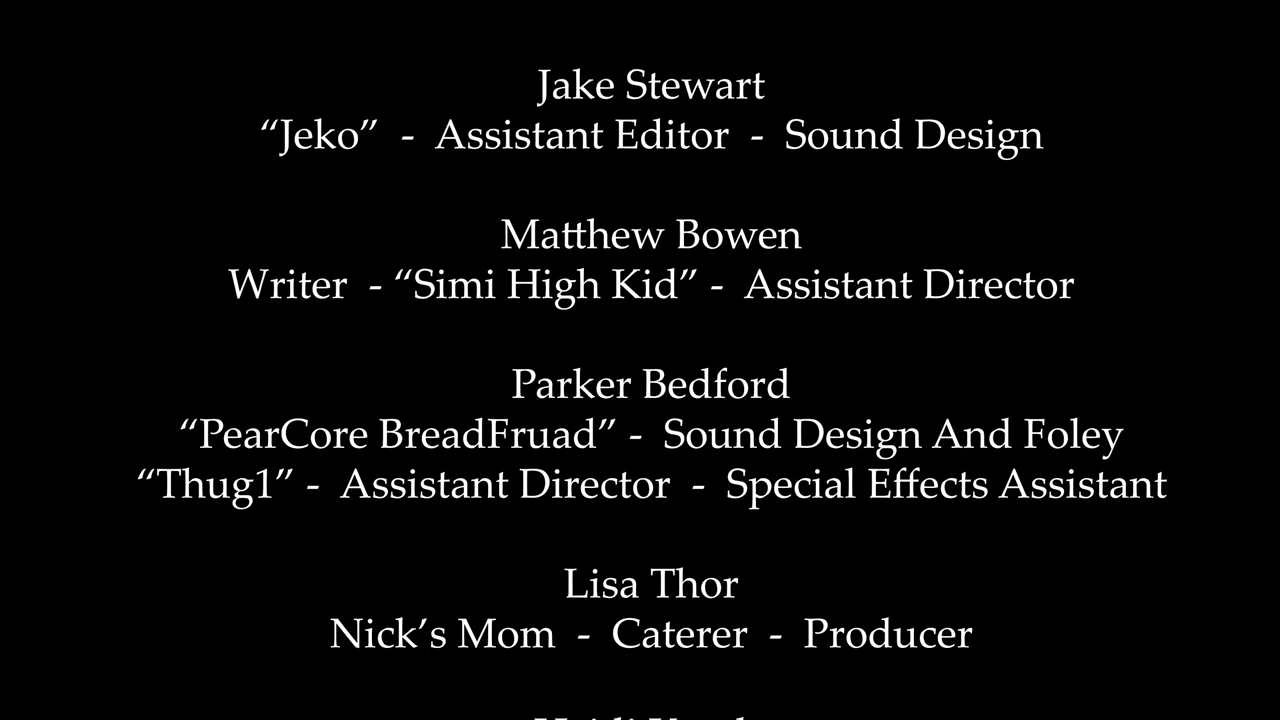 Jake Stewart
“Jeko”  -  Assistant Editor  -  Sound Design
Matthew Bowen
Writer  - “Simi High Kid” -  Assistant Director
Parker Bedford
“PearCore BreadFruad” -  Sound Design And Foley
“Thug1” -  Assistant Director  -  Special Effects Assistant
Lisa Thor
Nick’s Mom  -  Caterer  -  Producer